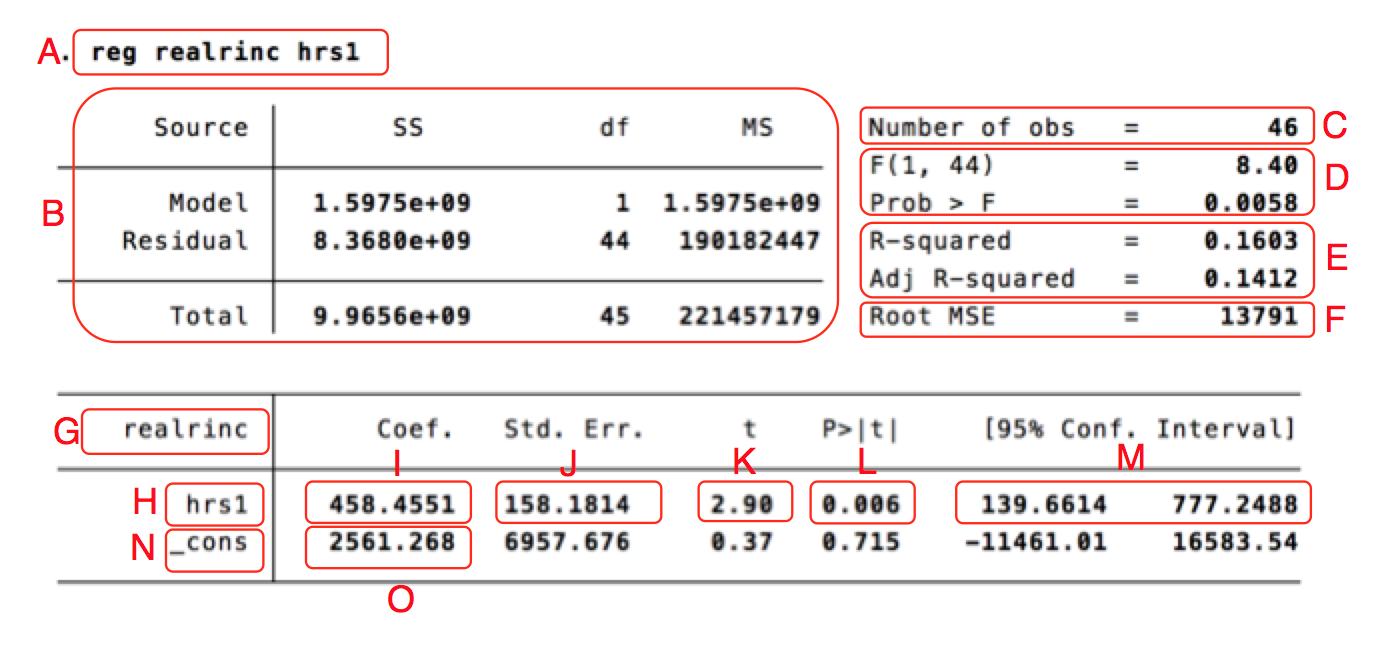 A. reg realrinc hrs1
Source SS df MS
Number of obs = 46 C
F(1, 44) = 8.40
D
B
Model 1.5975e+09 1 1.5975e+09
Prob > F = 0.0058
Residual 8.3680e+09 44 190182447
R-squared = 0.1603
E
Adj R-squared = 0.1412
Total 9.9656e+09 45 221457179
Root MSE = 13791 F
G realrinc Coef. Std. Err. t P>|t| [95% Conf. Interval]
I J K L M
H hrs1 458.4551 158.1814 2.90 0.006 139.6614 777.2488
N _cons 2561.268 6957.676 0.37 0.715 -11461.01 16583.54
O